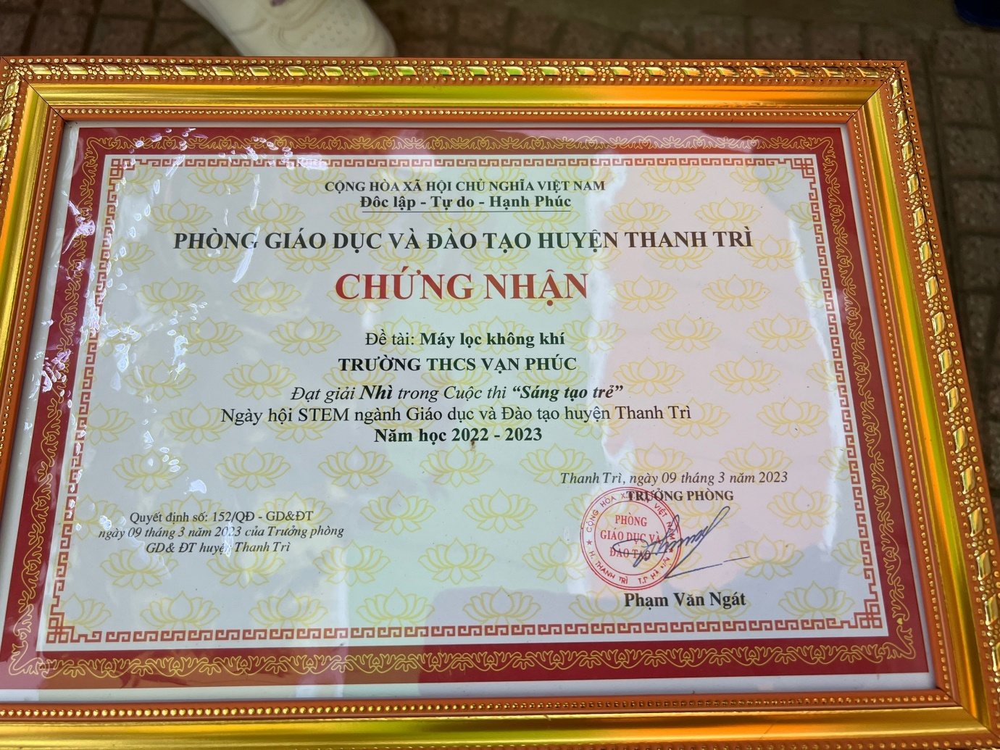 CỘNG HÒA XÃ HỘI CHỦ NGHĨA VIỆT NAM
Đôc lập - Tự do - Hạnh Phúc
PHÒNG GIÁO DỤC VÀ ĐÀO TẠO HUYỆN THANH TRÌ
CHỨNG NHẬN
Đề tài: Máy lọc không khí
TRƯỜNG THCS VẠN PHÚC
Đạt giải Nhì trong Cuộc thi “Sáng tạo trẻ”
Ngày hội STEM ngành Giáo dục và Đào tạo huyện Thanh Trì
Năm học 2022 - 2023
Thanh Trì, ngày 09 tháng 3 năm 2023
TRƯỞNG PHÒNG
Quyết định số: 152/QĐ - GD&ĐT
ngày 09 tháng 3 năm 2023 của Trưởng phòng
GD& ĐT huyện Thanh Trì
CỘNG HÒA X VIỆT NAM
PHÒNG
GIÁO DỤC VÀ
ĐÀO TẠO
H. THANH TRÌ T.P HÀ NỘI
Phạm Văn Ngát